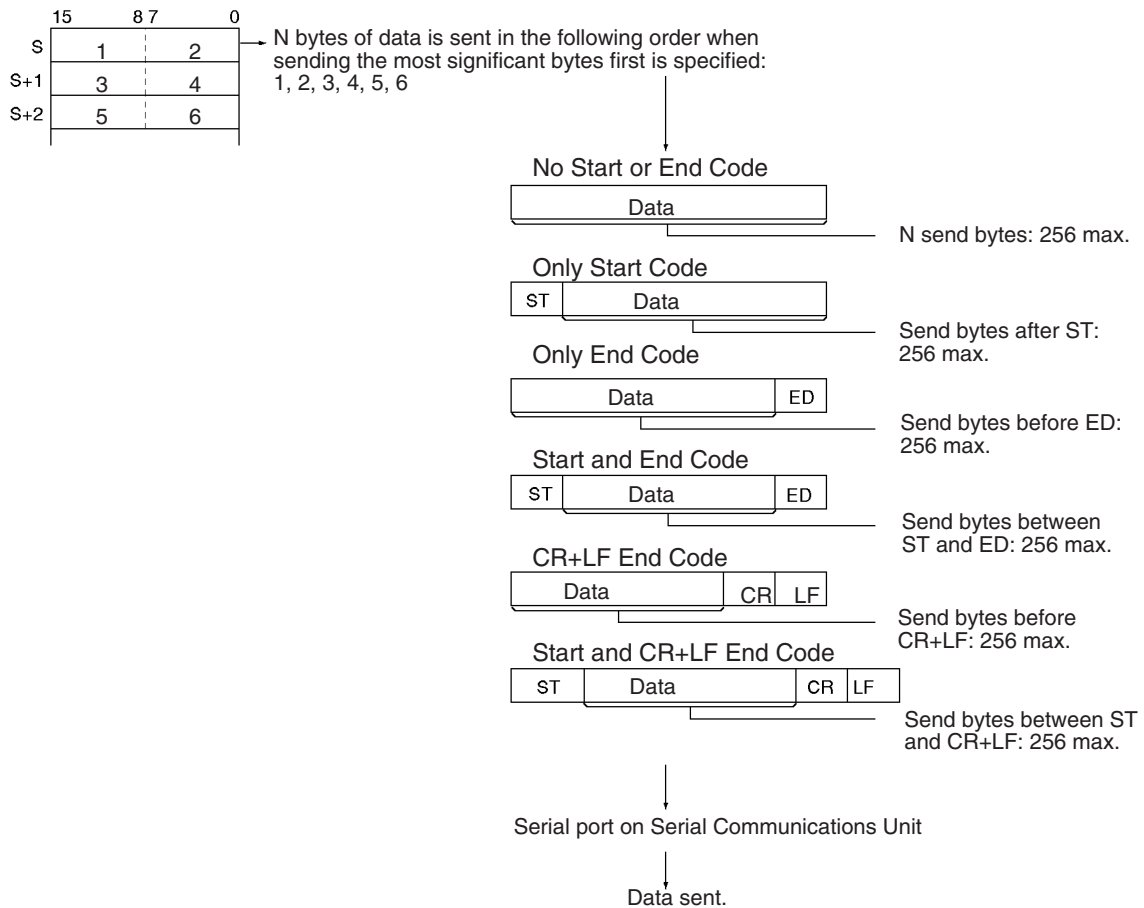 15 8 7 0
S 1 2
S+1 3 4
S+2 5 6
N bytes of data is sent in the following order when
sending the most significant bytes first is specified:
1, 2, 3, 4, 5, 6
No Start or End Code
Data
N send bytes: 256 max.
Only Start Code
ST Data
Send bytes after ST:
256 max.
Only End Code
Data ED
Send bytes before ED:
256 max.
Start and End Code
ST Data ED
Send bytes between
ST and ED: 256 max.
CR+LF End Code
Data CR LF
Send bytes before
CR+LF: 256 max.
Start and CR+LF End Code
ST Data CR LF
Send bytes between ST
and CR+LF: 256 max.
Serial port on Serial Communications Unit
Data sent.